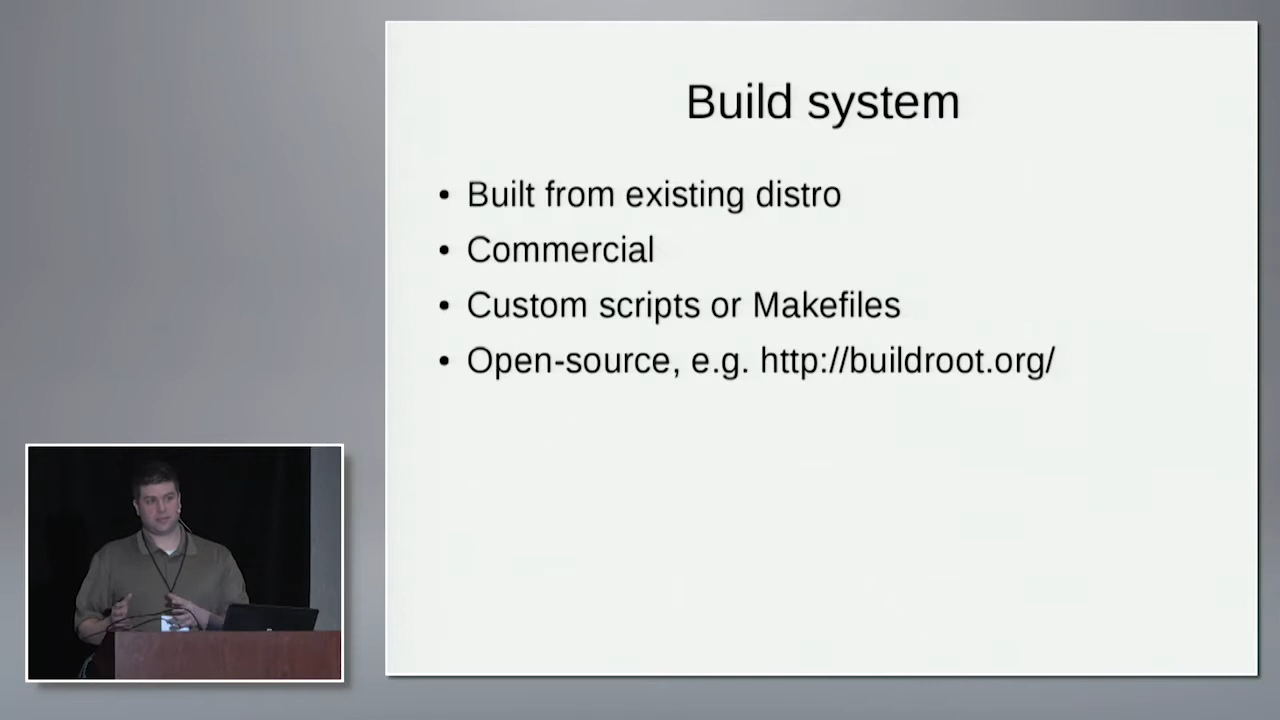 Build system
• Built from existing distro
• Commercial
• Custom scripts or Makefiles
• Open-source, e.g. http://buildroot.org/